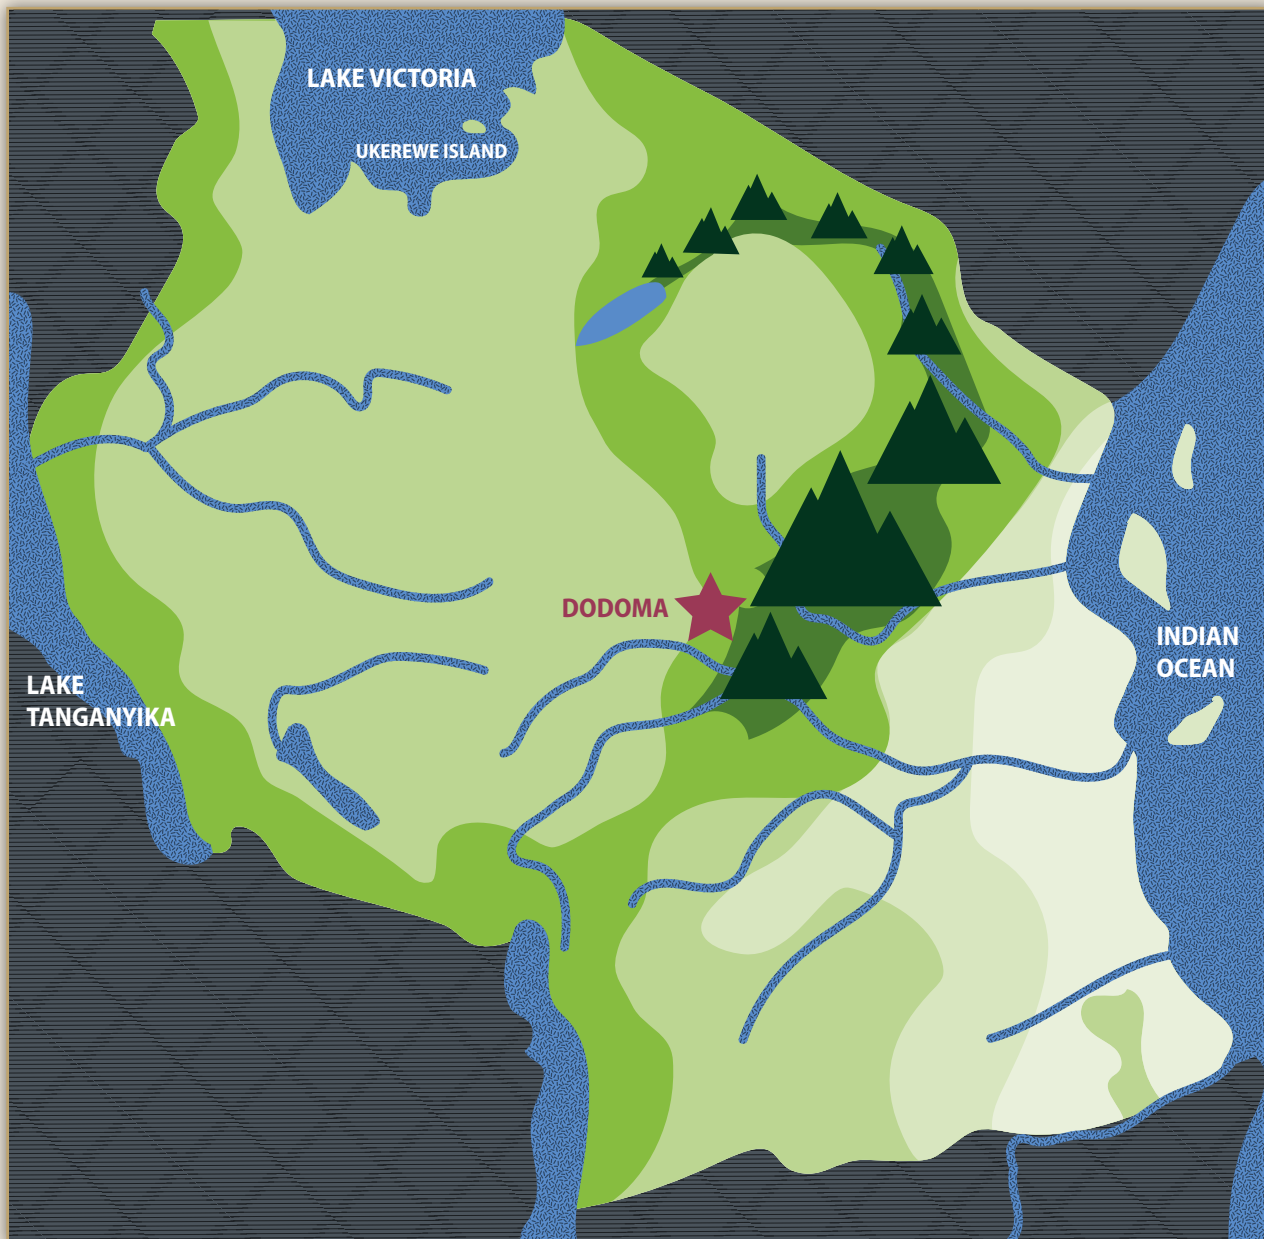 LAKE VICTORIA
UKEREWE ISLAND
DODOMA
INDIAN
OCEAN
LAKE
TANGANYIKA